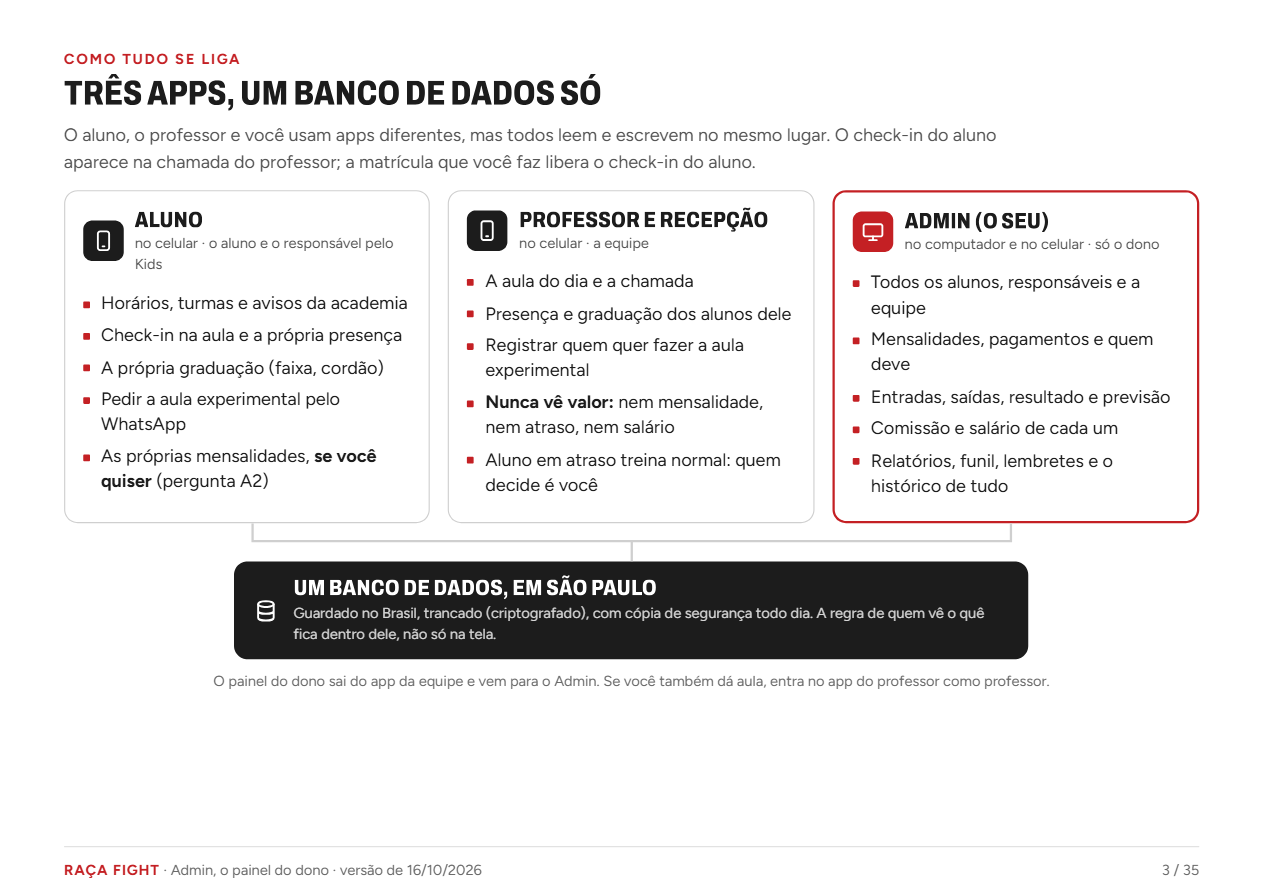 COMO TUDO SE LIGA
TRÊS APPS, UM BANCO DE DADOS SÓ
O aluno, o professor e você usam apps diferentes, mas todos leem e escrevem no mesmo lugar. O check-in do aluno
aparece na chamada do professor; a matrícula que você faz libera o check-in do aluno.
ALUNO
no celular · o aluno e o responsável pelo
Kids
Horários, turmas e avisos da academia
Check-in na aula e a própria presença
A própria graduação (faixa, cordão)
Pedir a aula experimental pelo
WhatsApp
As próprias mensalidades, se você
quiser (pergunta A2)
PROFESSOR E RECEPÇÃO
no celular · a equipe
A aula do dia e a chamada
Presença e graduação dos alunos dele
Registrar quem quer fazer a aula
experimental
Nunca vê valor: nem mensalidade,
nem atraso, nem salário
Aluno em atraso treina normal: quem
decide é você
ADMIN (O SEU)
no computador e no celular · só o dono
Todos os alunos, responsáveis e a
equipe
Mensalidades, pagamentos e quem
deve
Entradas, saídas, resultado e previsão
Comissão e salário de cada um
Relatórios, funil, lembretes e o
histórico de tudo
UM BANCO DE DADOS, EM SÃO PAULO
Guardado no Brasil, trancado (criptografado), com cópia de segurança todo dia. A regra de quem vê o quê
fica dentro dele, não só na tela.
O painel do dono sai do app da equipe e vem para o Admin. Se você também dá aula, entra no app do professor como professor.
RAÇA FIGHT · Admin, o painel do dono · versão de 16/10/2026
3 / 35